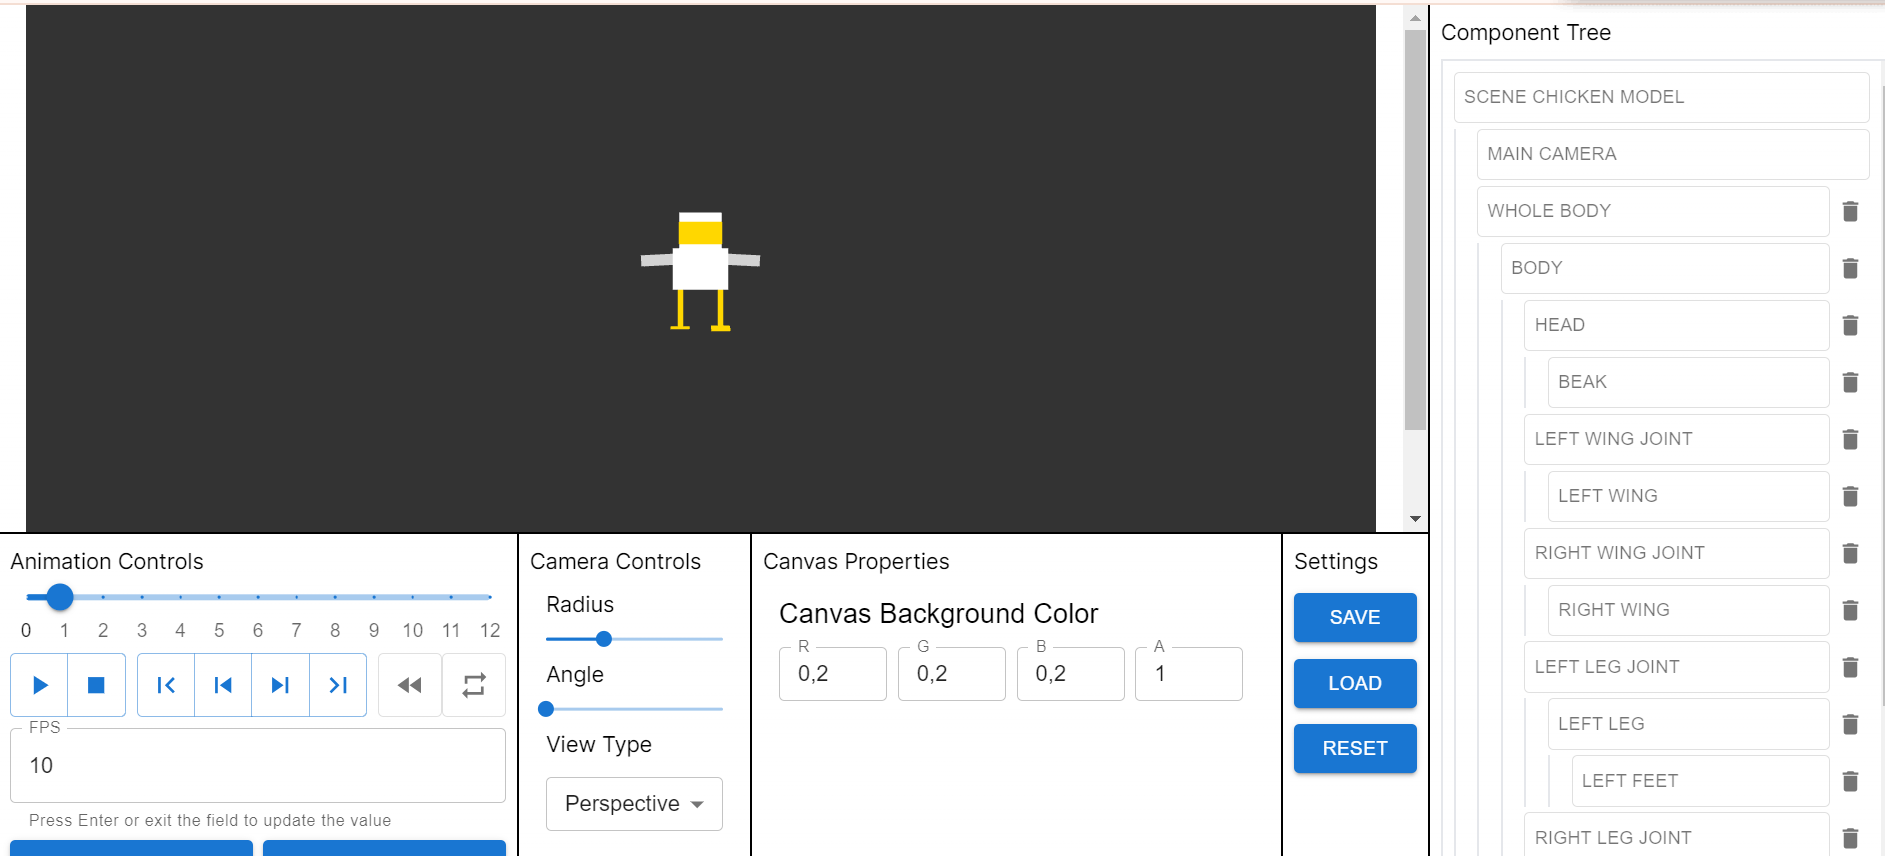 Component Tree
SCENE CHICKEN MODEL
MAIN CAMERA
WHOLE BODY
BODY
HEAD
BEAK
LEFT WING JOINT
LEFT WING
RIGHT WING JOINT
RIGHT WING
LEFT LEG JOINT
LEFT LEG
LEFT FEET
RIGHT LEG JOINT
Animation Controls
0 1 2 3 4 5 6 7 8 9 10 11 12
FPS
10
Press Enter or exit the field to update the value
Camera Controls
Radius
Angle
View Type
Perspective
Canvas Properties
Canvas Background Color
R G B A
0,2 0,2 0,2 1
Settings
SAVE
LOAD
RESET